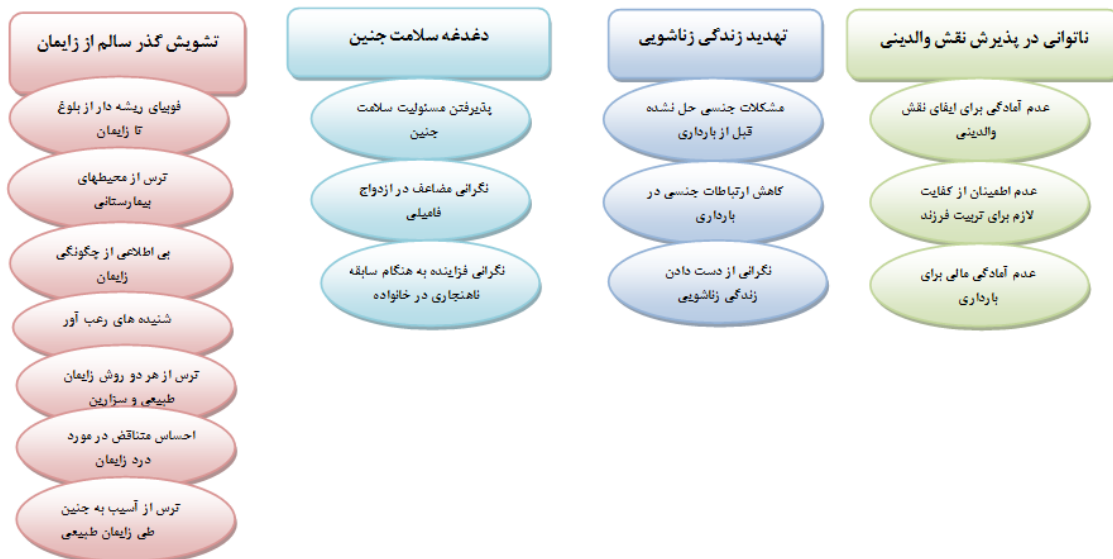 ناتوانی در پذیرش نقش والدینی
عدم آمادگی برای ایفای نقش
والدینی
عدم اطمینان از کفایت
لازم برای تربیت فرزند
عدم آمادگی مالی برای
بارداری
تهدید زندگی زناشویی
مشکلات جنسی حل نشده
قبل از بارداری
کاهش ارتباطات جنسی در
بارداری
نگرانی از دست دادن
زندگی زناشویی
دغدغه سلامت جنین
پذیرفتن مسئولیت سلامت
جنین
نگرانی مضاعف در ازدواج
فامیلی
نگرانی فزاینده به هنگام سابقه
ناهنجاری در خانواده
تشویش گذر سالم از زایمان
فوبیای ریشه دار از بلوغ
تا زایمان
ترس از محیطهای
بیمارستانی
بی اطلاعی از چگونگی
زایمان
شنیده های رعب آور
ترس از هر دو روش زایمان
طبیعی و سزارین
احساس متناقض در مورد
درد زایمان
ترس از آسیب به جنین
طی زایمان طبیعی